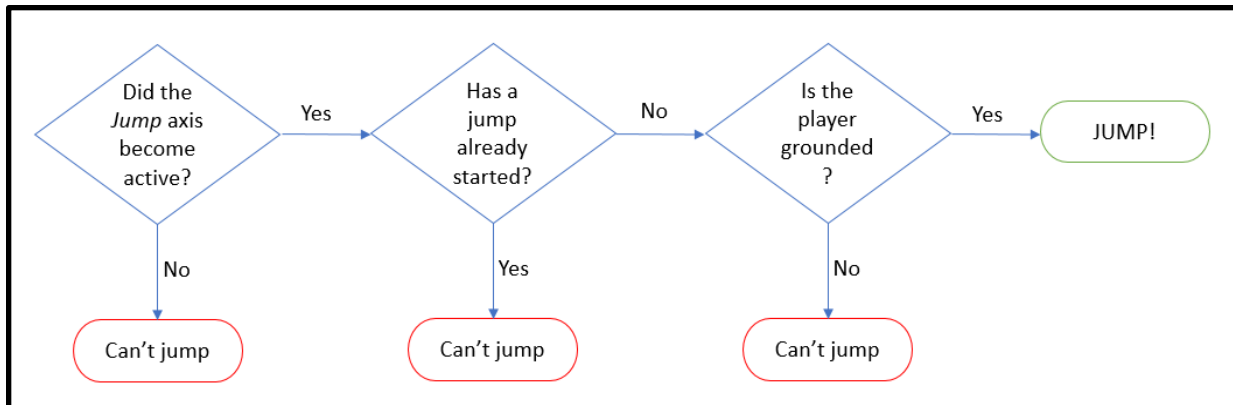 Did the
Jump axis
become
active?
Yes
Has a
jump
already
started?
No
Is the
player
grounded
?
Yes
JUMP!
No
Yes
No
Can't jump
Can't jump
Can't jump